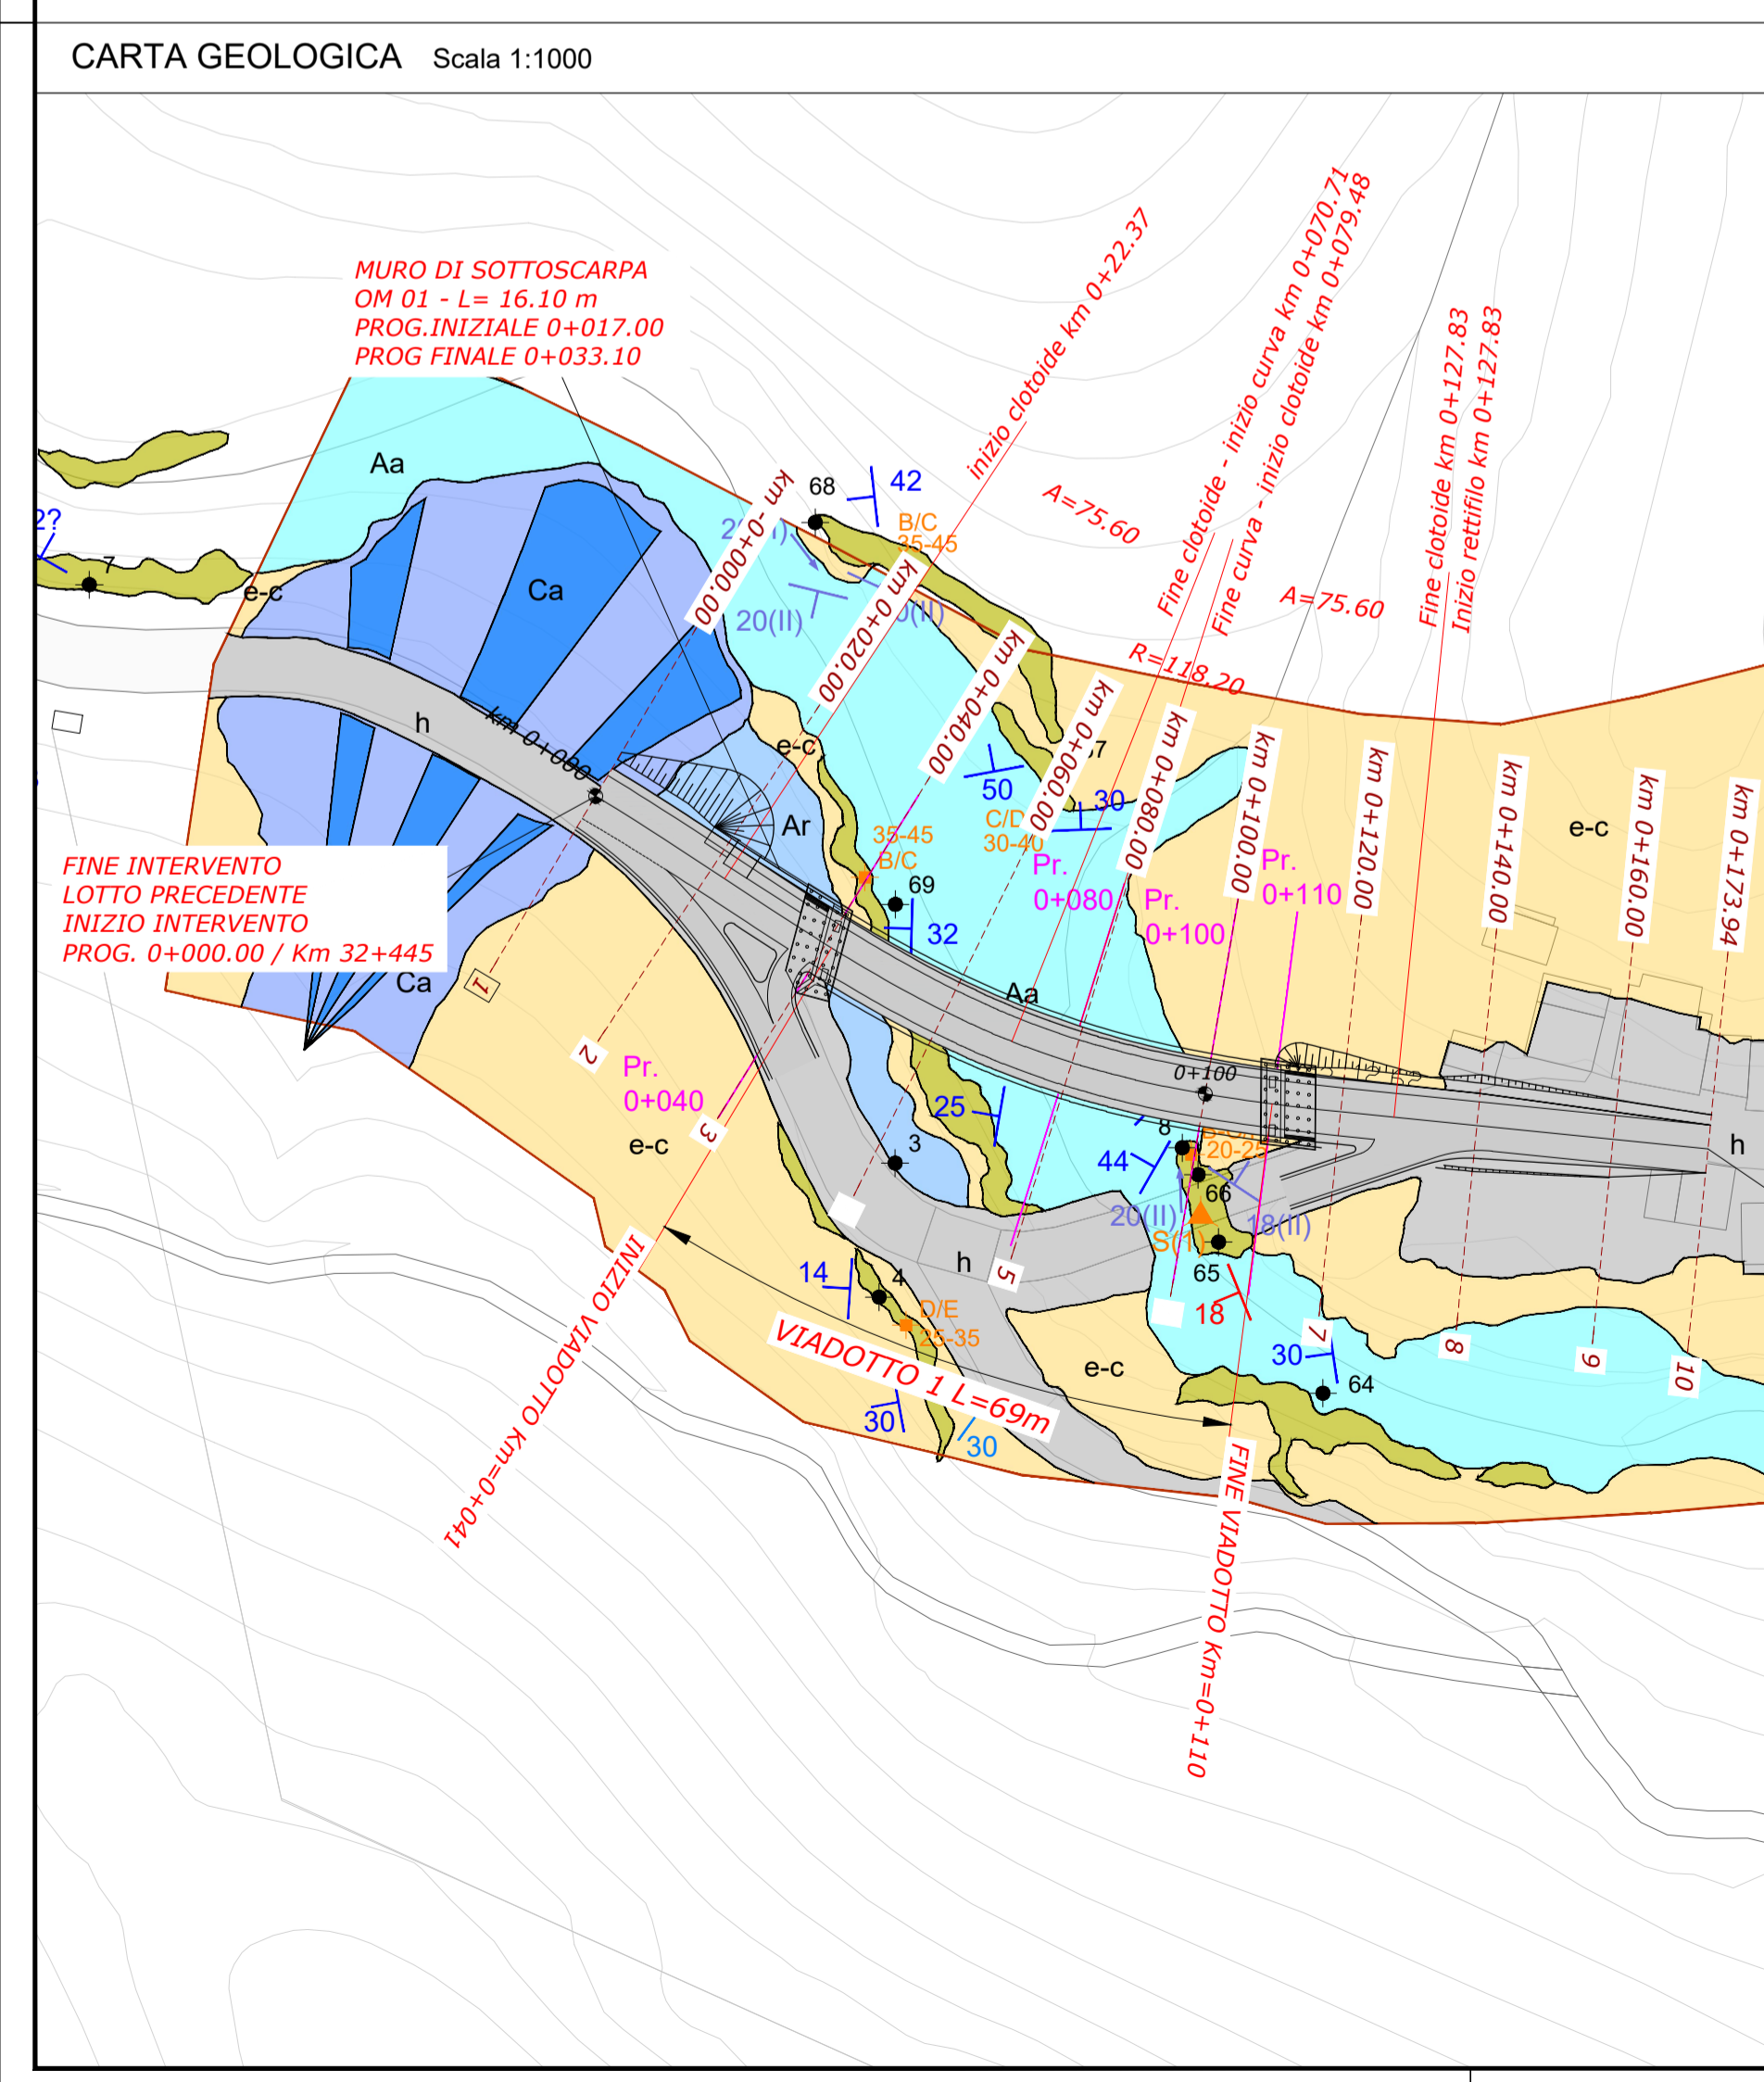 CARTA GEOLOGICA Scala 1:1000
MURO DI SOTTOSCARPA
OM 01 - L= 16.10 m
PROG.INIZIALE 0+017.00
PROG FINALE 0+033.10
inizio clotoide km 0+22.37
Fine clotoide - inizio curva km 0+070.71
Fine curva - inizio clotoide km 0+079.48
Fine clotoide km 0+127.83
Inizio rettifilo km 0+127.83
A=75.60
A=75.60
R=118.20
Aa
2?
7
e-c
Ca
h
km 0+000
68
42
B/C
35-45
20(II)
km -0+000.00
km 0+020.00
km 0+040.00
km 0+060.00
km 0+080.00
km 0+100.00
km 0+120.00
km 0+140.00
km 0+160.00
km 0+173.94
e-c
Ar
50
C/D
30-40
30
35-45
B/C
69
32
Pr.
0+080
Pr.
0+100
Pr.
0+110
e-c
FINE INTERVENTO
LOTTO PRECEDENTE
INIZIO INTERVENTO
PROG. 0+000.00 / Km 32+445
Ca
1
2
Pr.
0+040
3
e-c
Aa
0+100
25
3
44
8
20-25
66
20(II)
18(II)
S(1)
65
18
h
h
5
14
4
D/E
25-35
30
30
VIADOTTO 1 L=69m
e-c
30
64
7
8
9
10
INIZIO VIADOTTO Km=0+041
FINE VIADOTTO Km=0+110